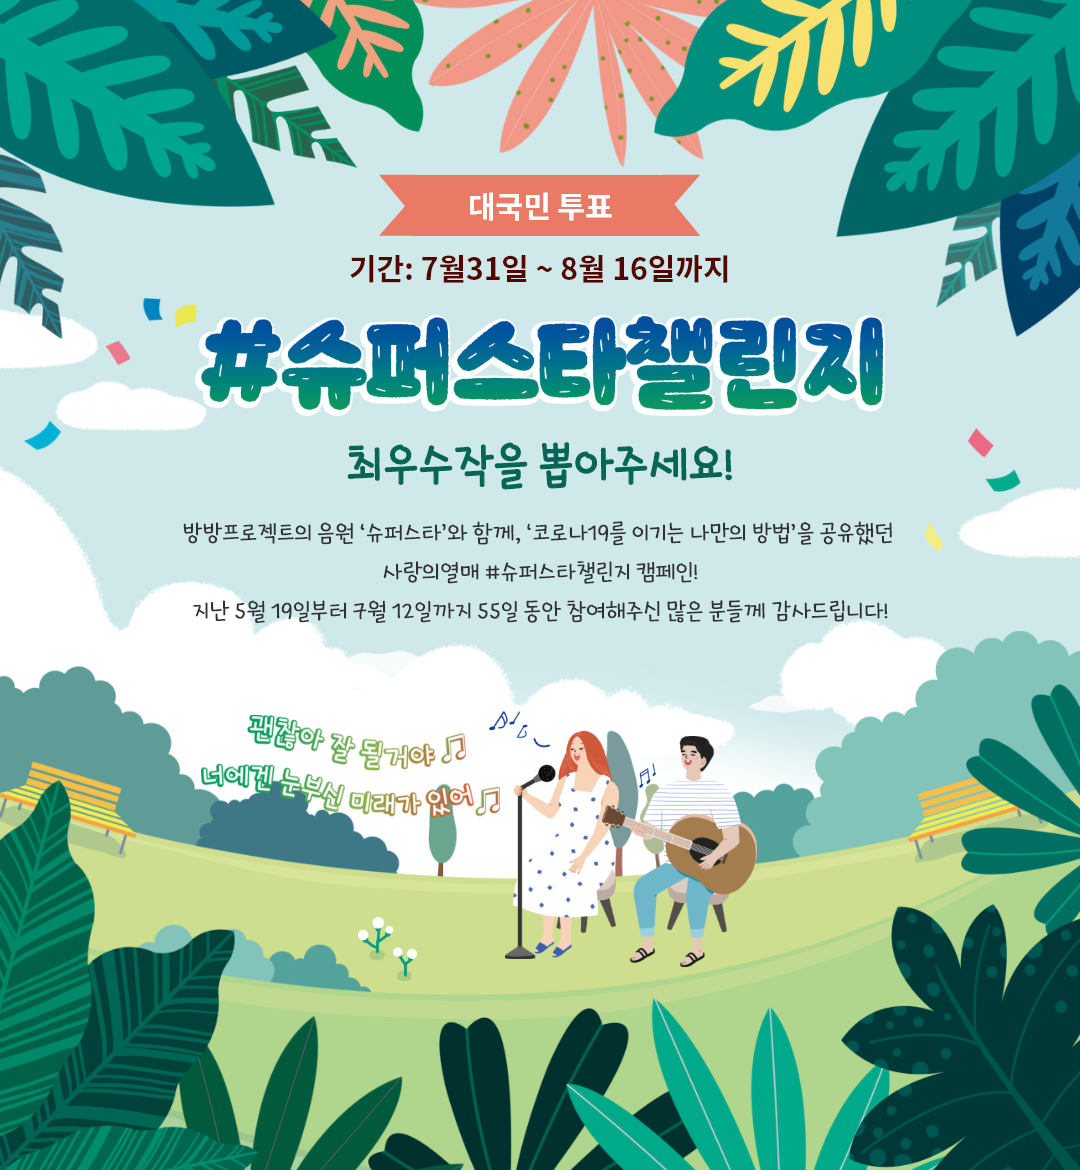 대국민 투표
기간: 7월31일 ~ 8월 16일까지
#슈퍼스타챌린지
최우수작을 뽑아주세요!
방방프로젝트의 음원 ‘슈퍼스타’와 함께, ‘코로나19를 이기는 나만의 방법’을 공유했던
사랑의열매 #슈퍼스타챌린지 캠페인!
지난 5월 19일부터 7월 12일까지 55일 동안 참여해주신 많은 분들께 감사드립니다!
괜찮아 잘 될거야 ♫
너에겐 눈부신 미래가 있어 ♫